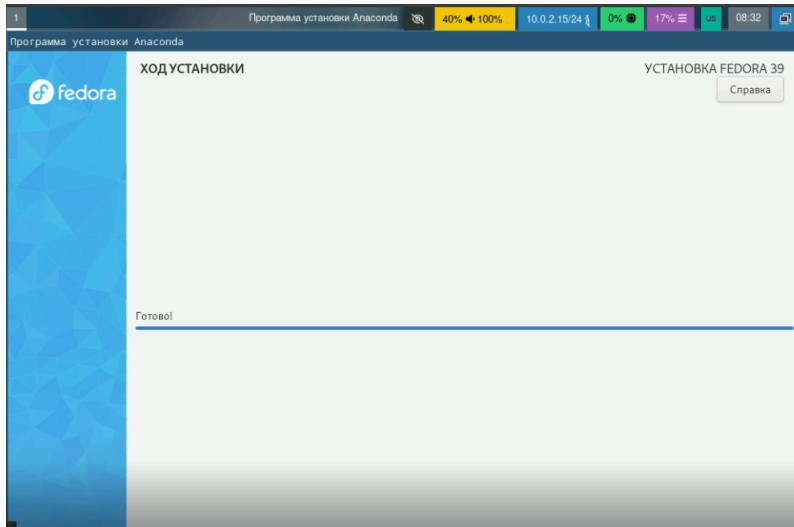 1 Программа установки Anaconda 40% 100% 10.0.2.15/24 0% 17% us 08:32
Программа установки Anaconda
fedora
ХОД УСТАНОВКИ
УСТАНОВКА FEDORA 39
Справка
Готово!